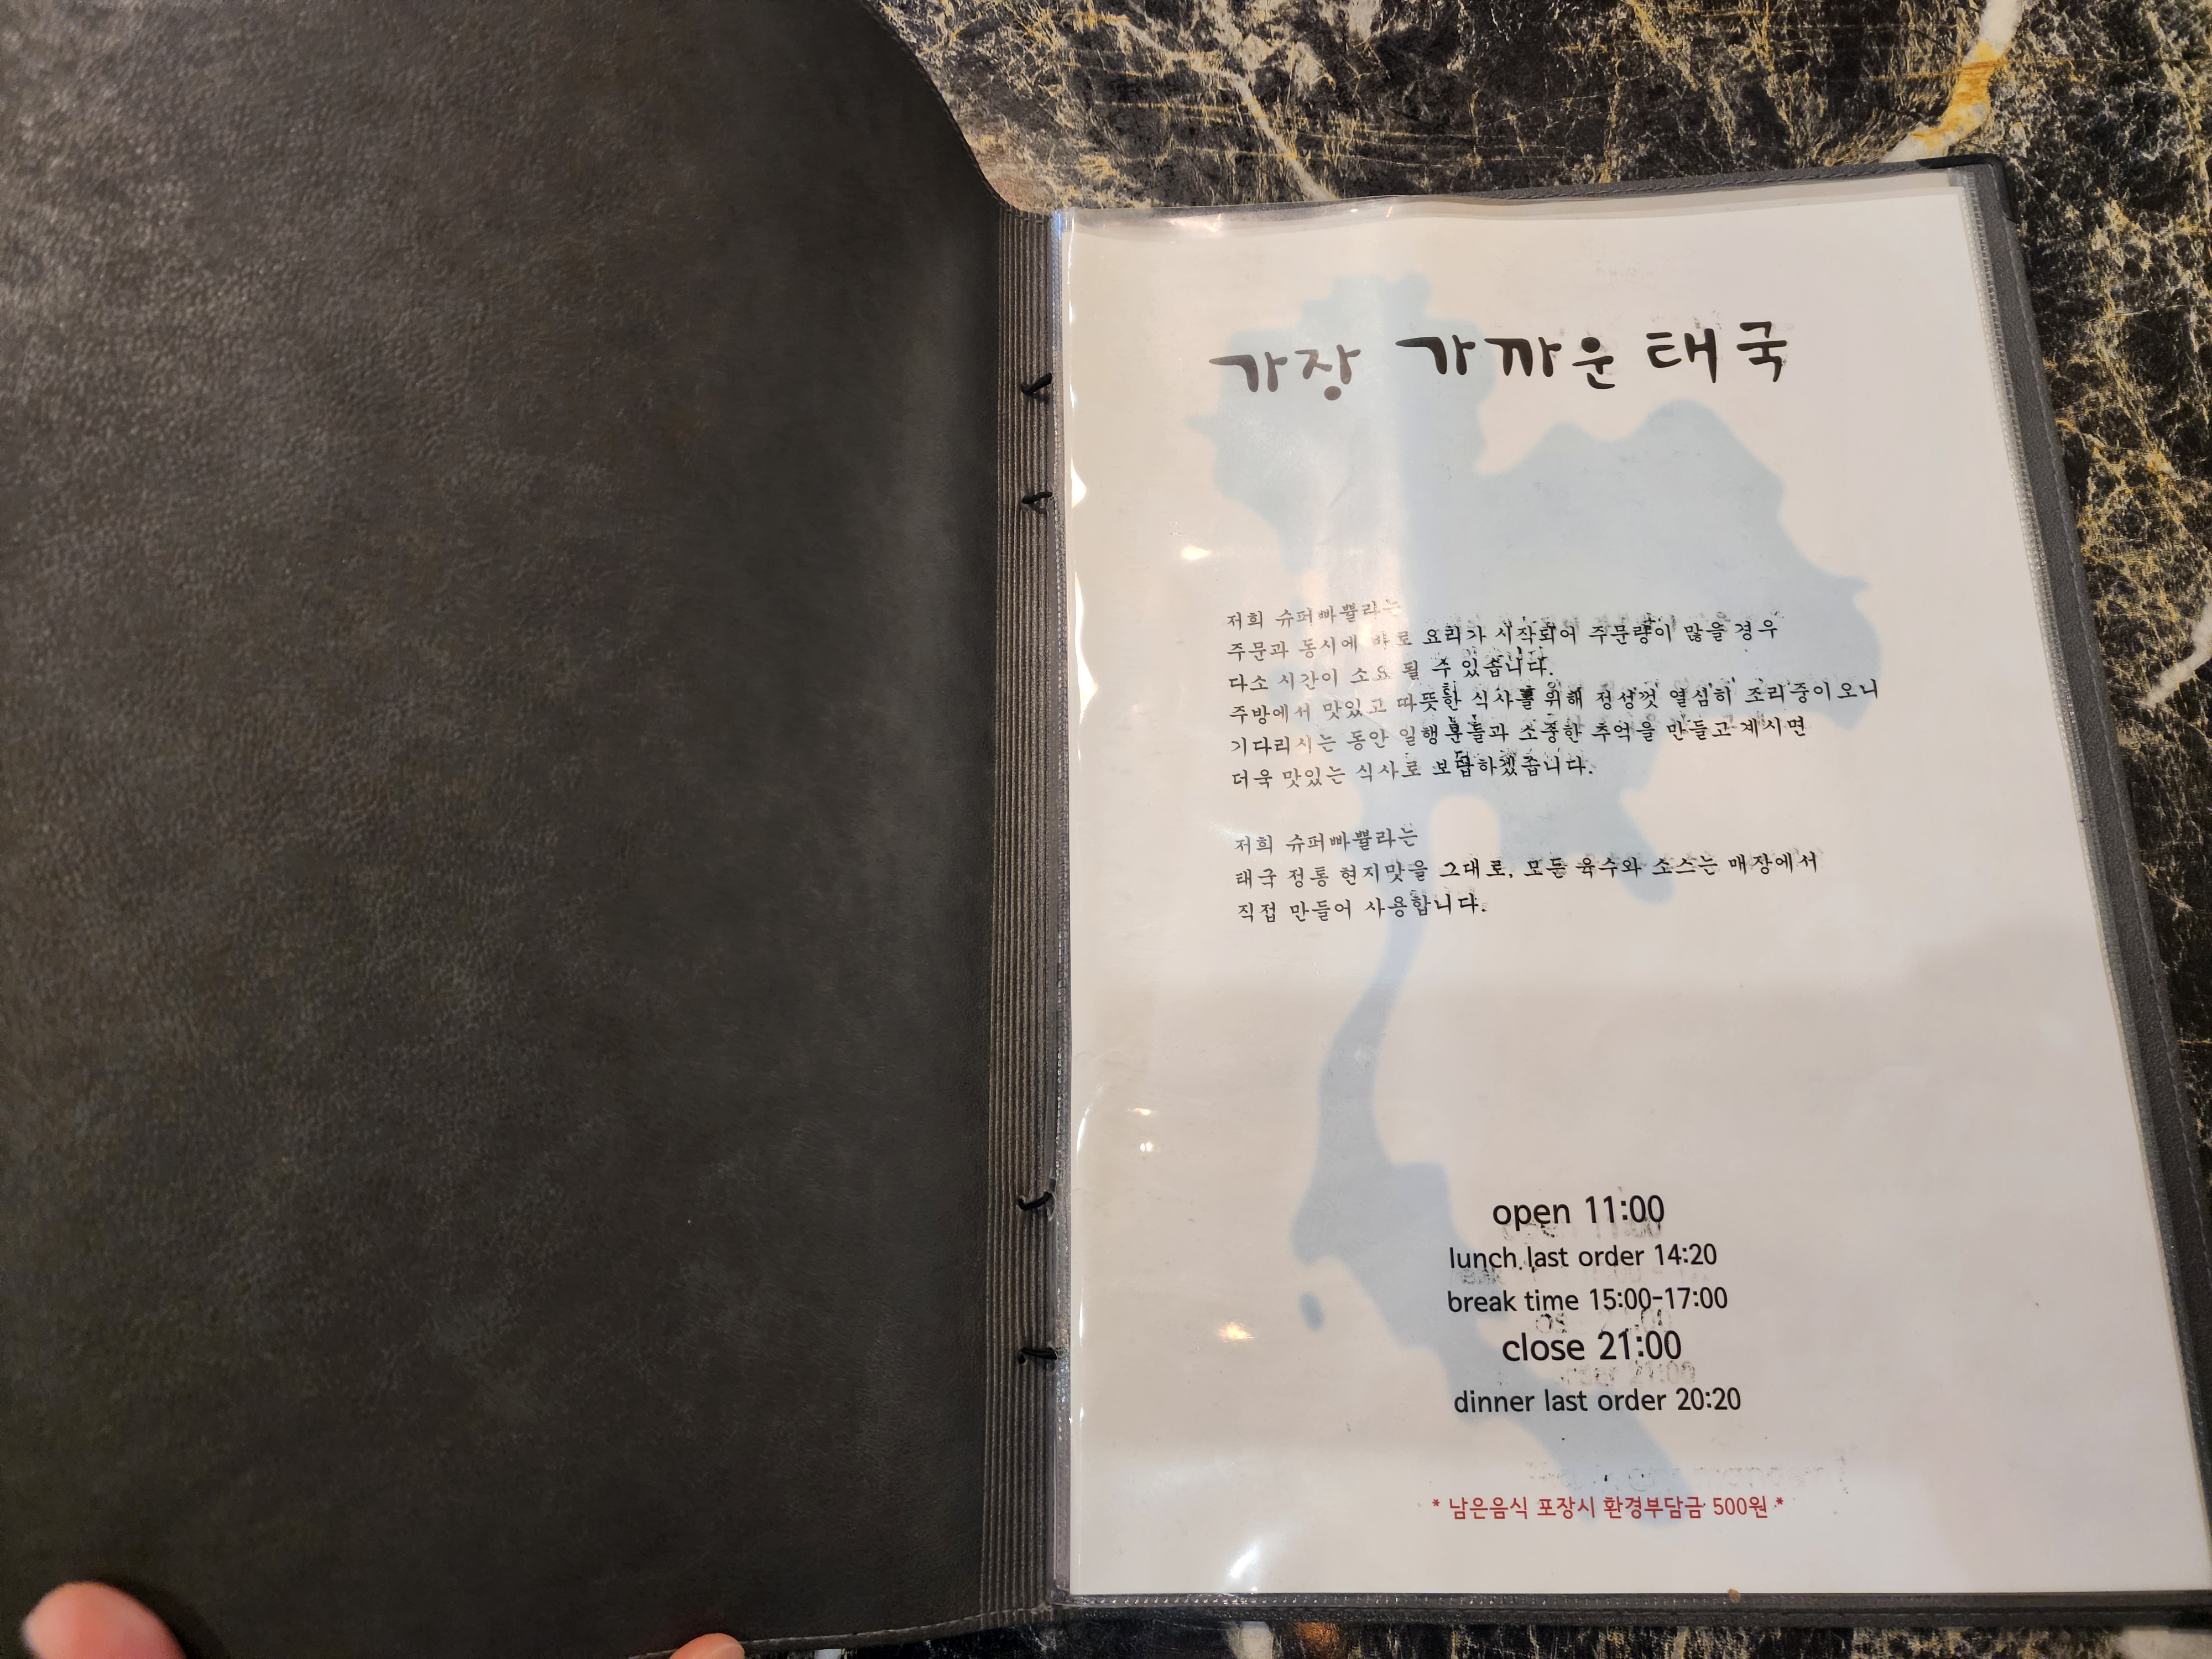 가장 가까운 태국
저희 슈퍼빠뿔라는
주문과 동시에 바로 요리가 시작되어 주문량이 많을 경우
다소 시간이 소요 될 수 있습니다.
주방에서 맛있고 따뜻한 식사를 위해 정성껏 열심히 조리중이오니
기다리시는 동안 일행분들과 소중한 추억을 만들고 계시면
더욱 맛있는 식사로 보답하겠습니다.
저희 슈퍼빠뿔라는
태국 정통 현지맛을 그대로, 모든 육수와 소스는 매장에서
직접 만들어 사용합니다.
open 11:00
lunch last order 14:20
break time 15:00-17:00
close 21:00
dinner last order 20:20
* 남은음식 포장시 환경부담금 500원 *